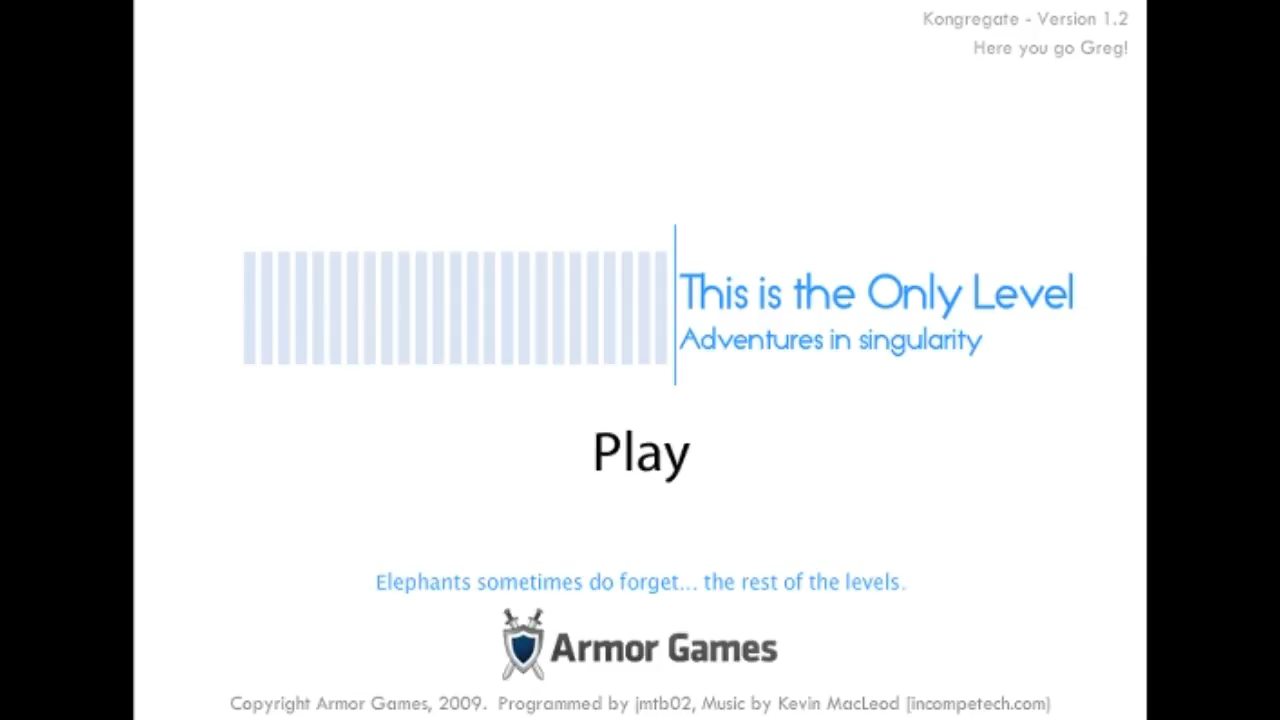 Kongregate - Version 1.2
Here you go Greg!
This is the Only Level
Adventures in singularity
Play
Elephants sometimes do forget... the rest of the levels.
Armor Games
Copyright Armor Games, 2009.  Programmed by jmtb02, Music by Kevin MacLeod (incompetech.com)